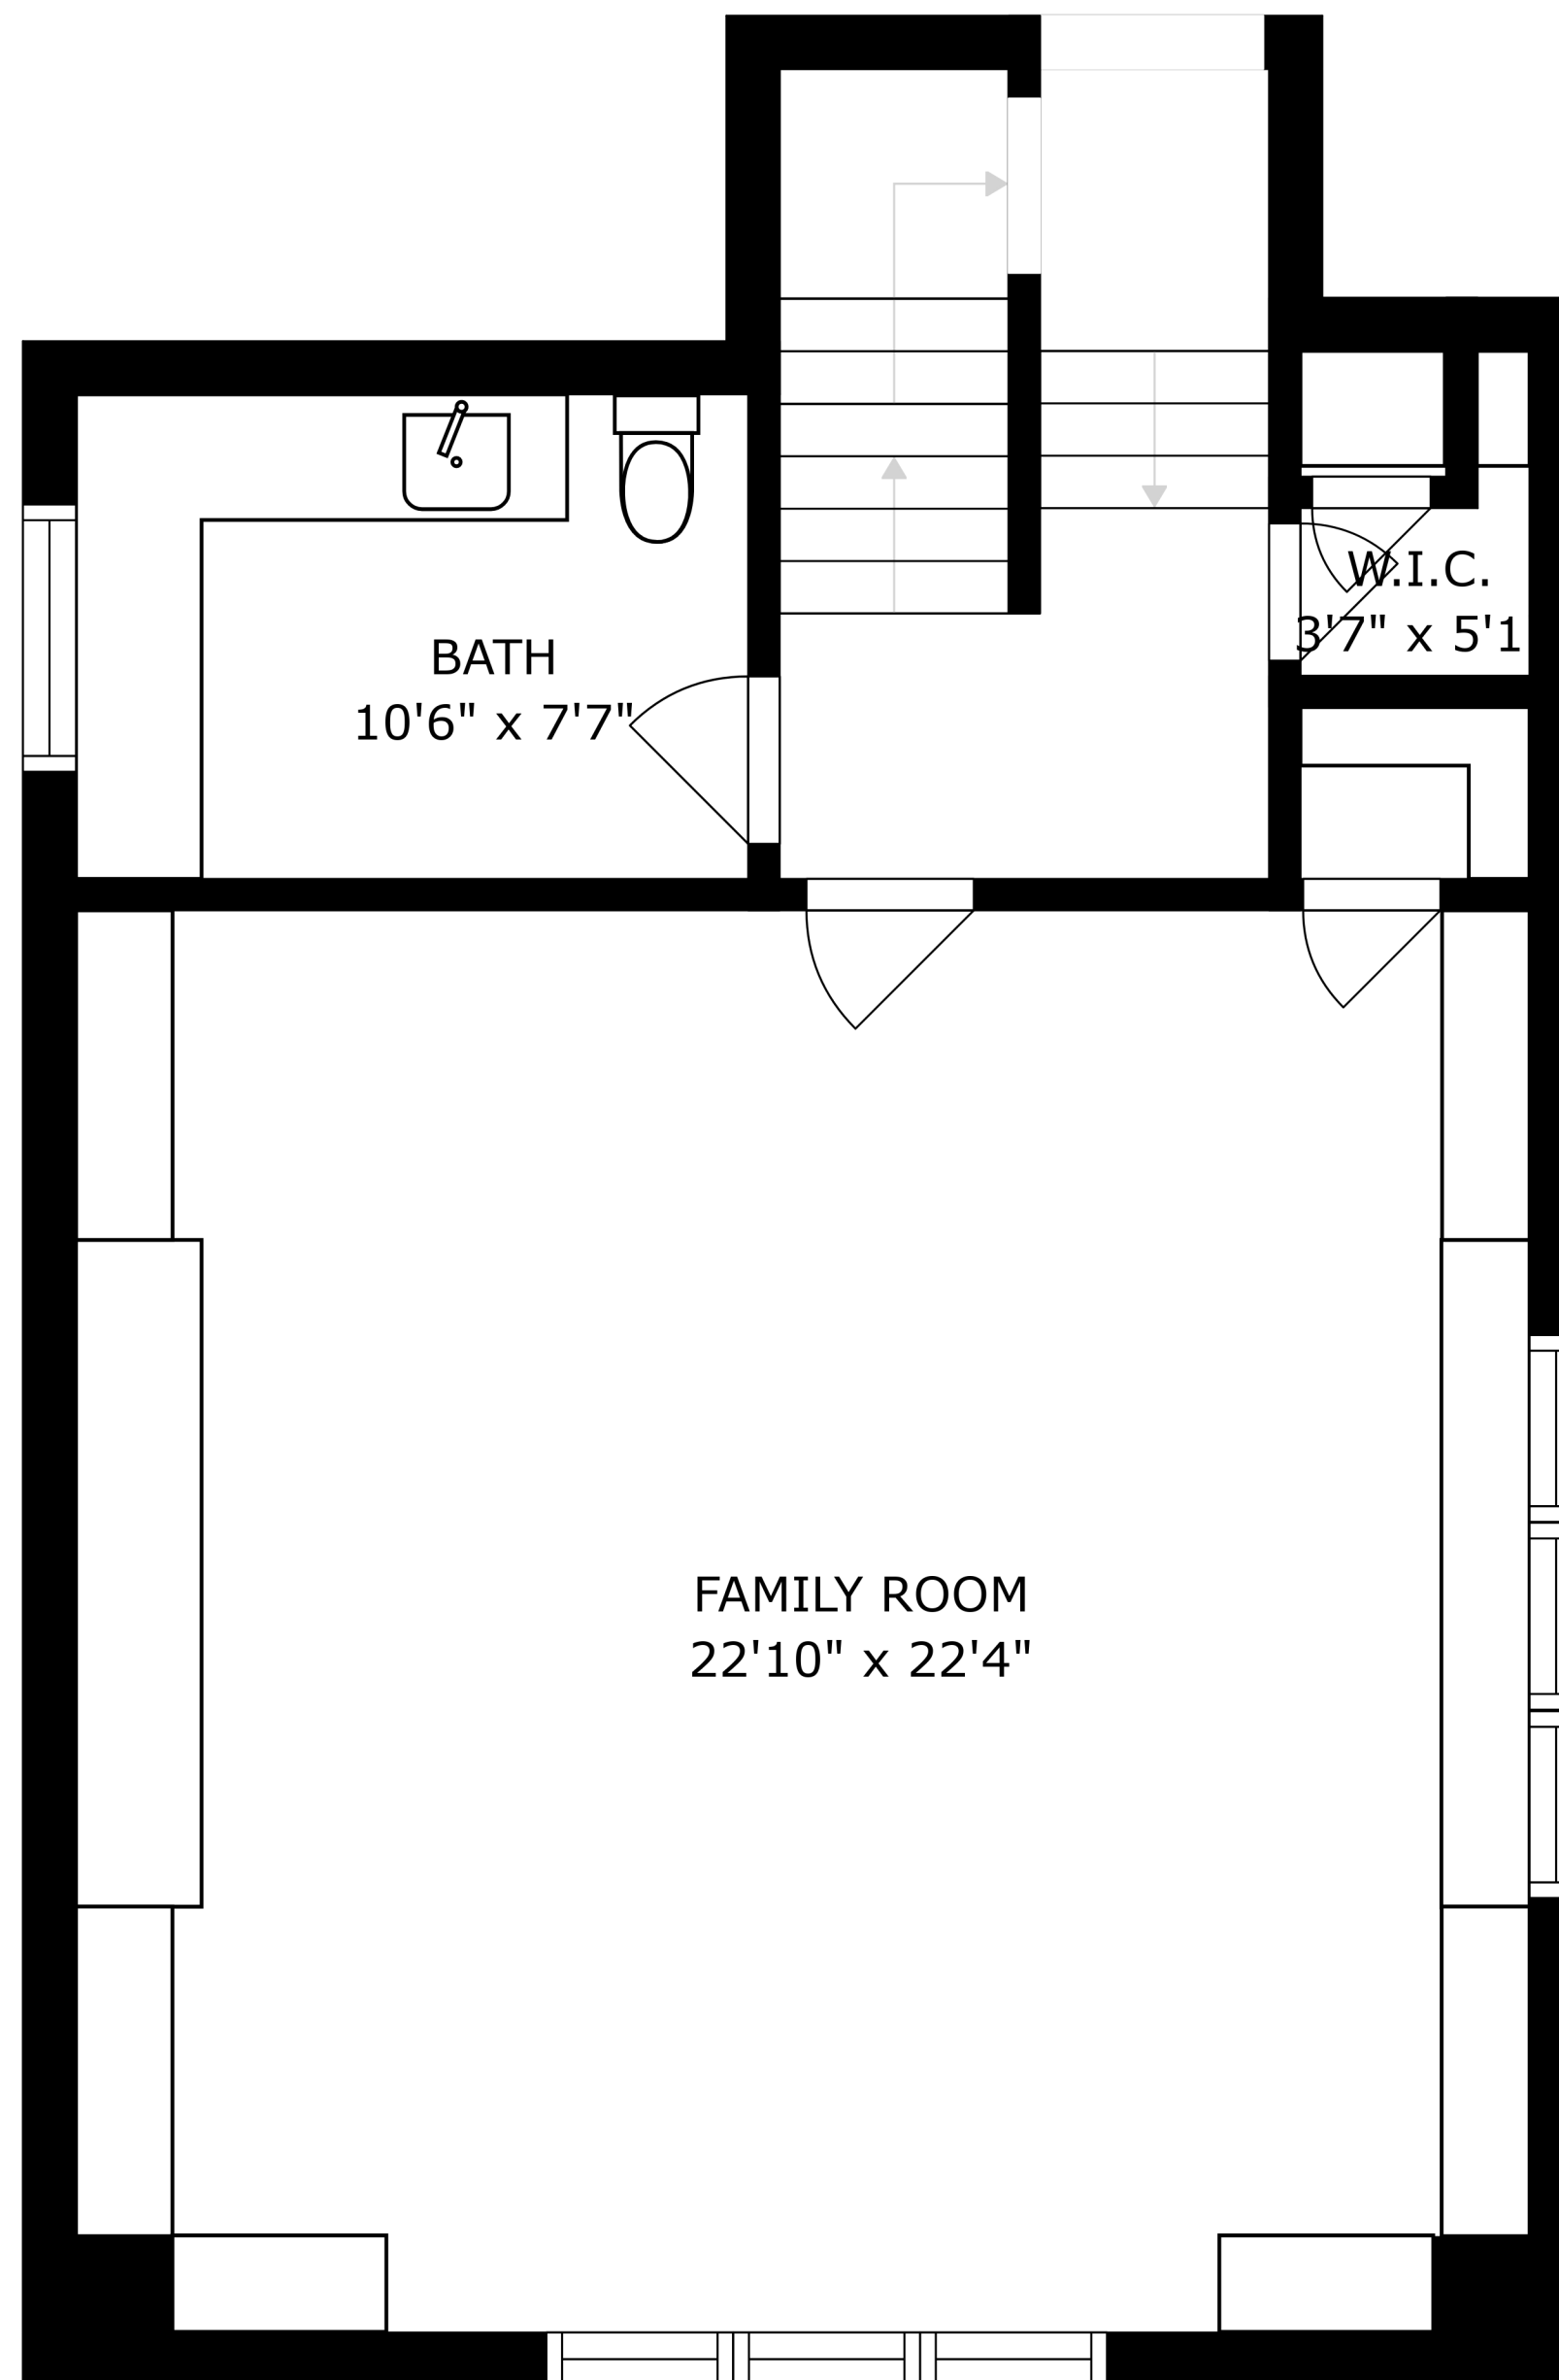 W.I.C.
3'7" x 5'1
BATH
10'6" x 7'7"
FAMILY ROOM
22'10" x 22'4"